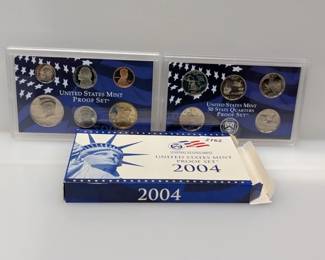 UNITED STATES MINT
PROOF SET
UNITED STATES MINT
50 STATE QUARTERS
PROOF SET
UNITED STATES MINT
PROOF SET
2004
2004